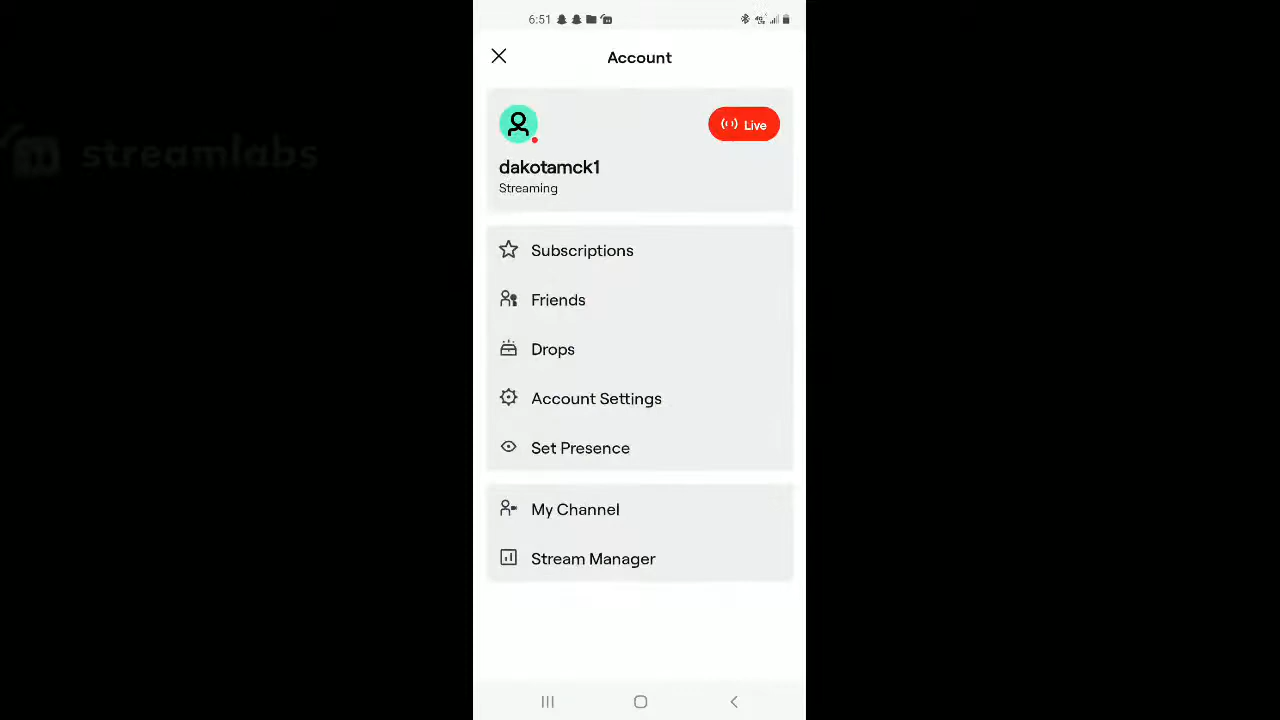 6:51
Account
Live
dakotamck1
Streaming
streamlabs
Subscriptions
Friends
Drops
Account Settings
Set Presence
My Channel
Stream Manager